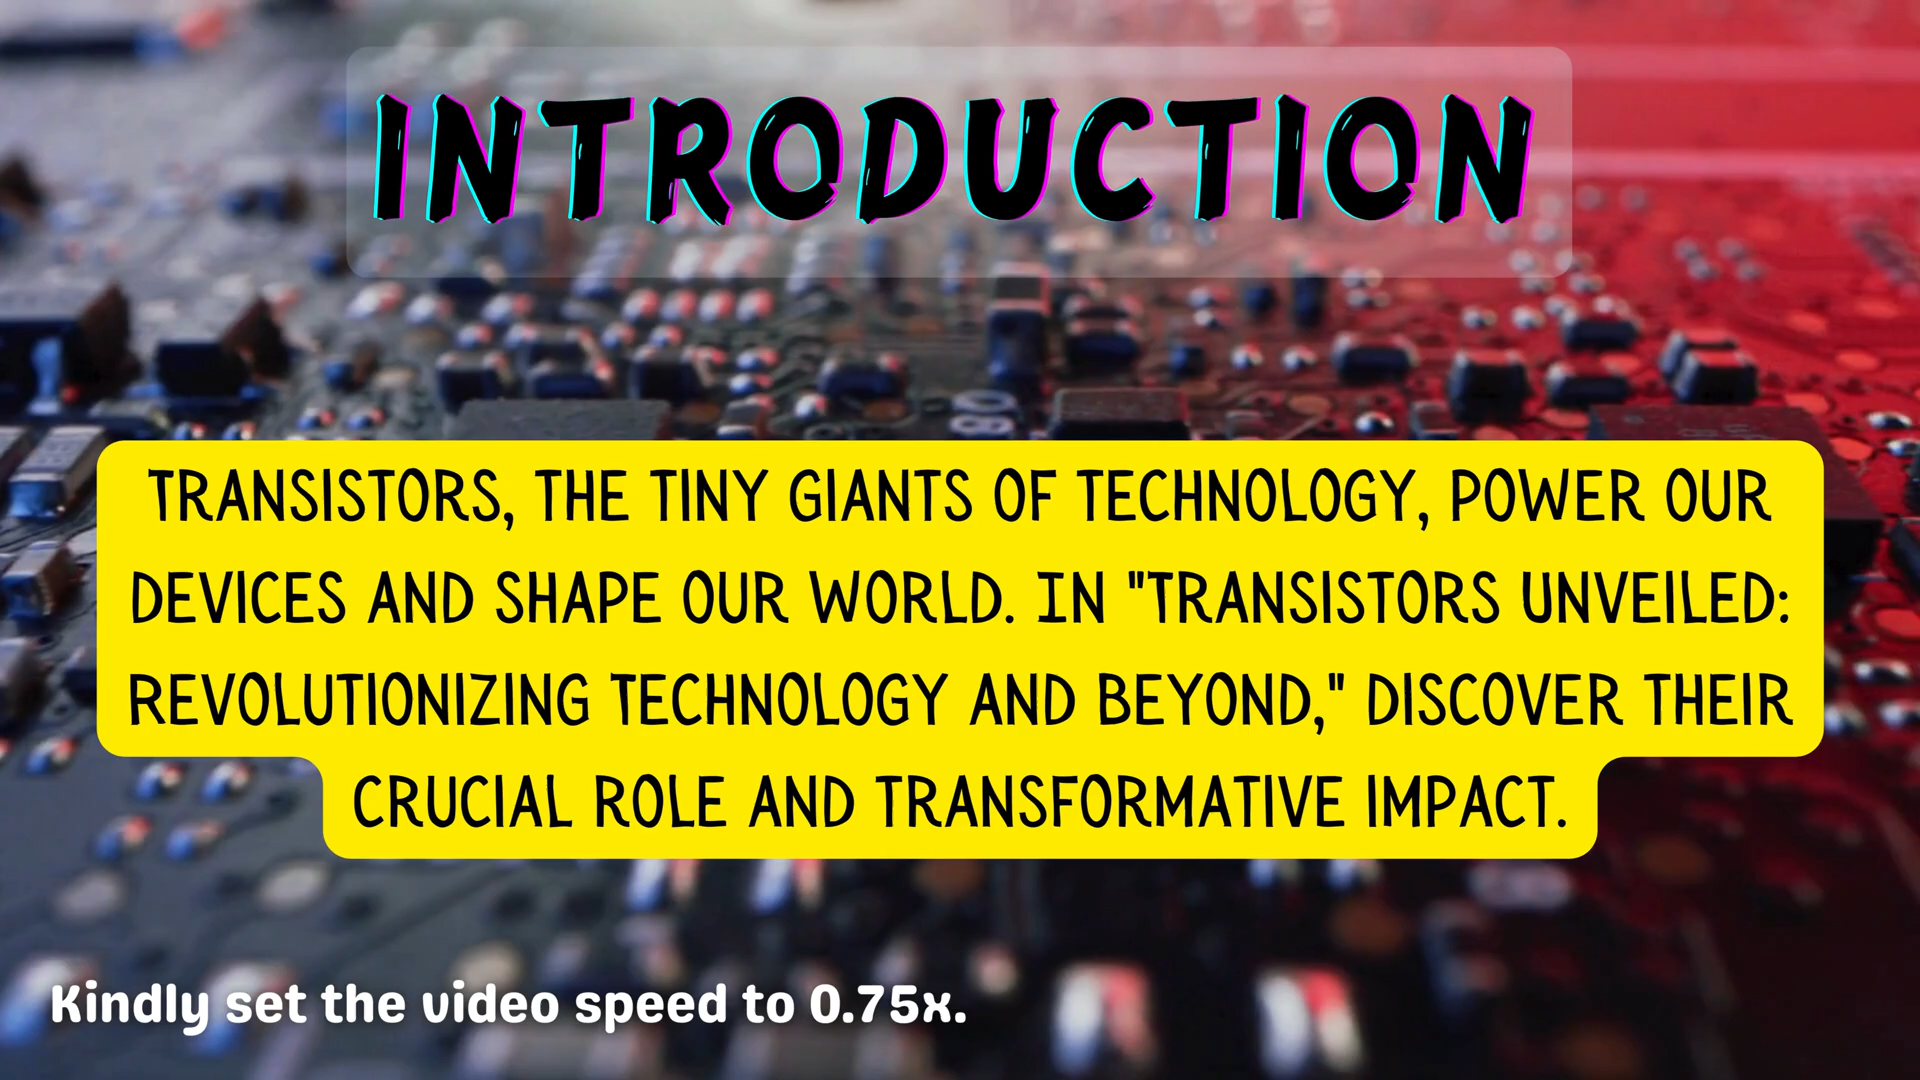 INTRODUCTION
TRANSISTORS, THE TINY GIANTS OF TECHNOLOGY, POWER OUR
DEVICES AND SHAPE OUR WORLD. IN "TRANSISTORS UNVEILED:
REVOLUTIONIZING TECHNOLOGY AND BEYOND," DISCOVER THEIR
CRUCIAL ROLE AND TRANSFORMATIVE IMPACT.
Kindly set the video speed to 0.75x.